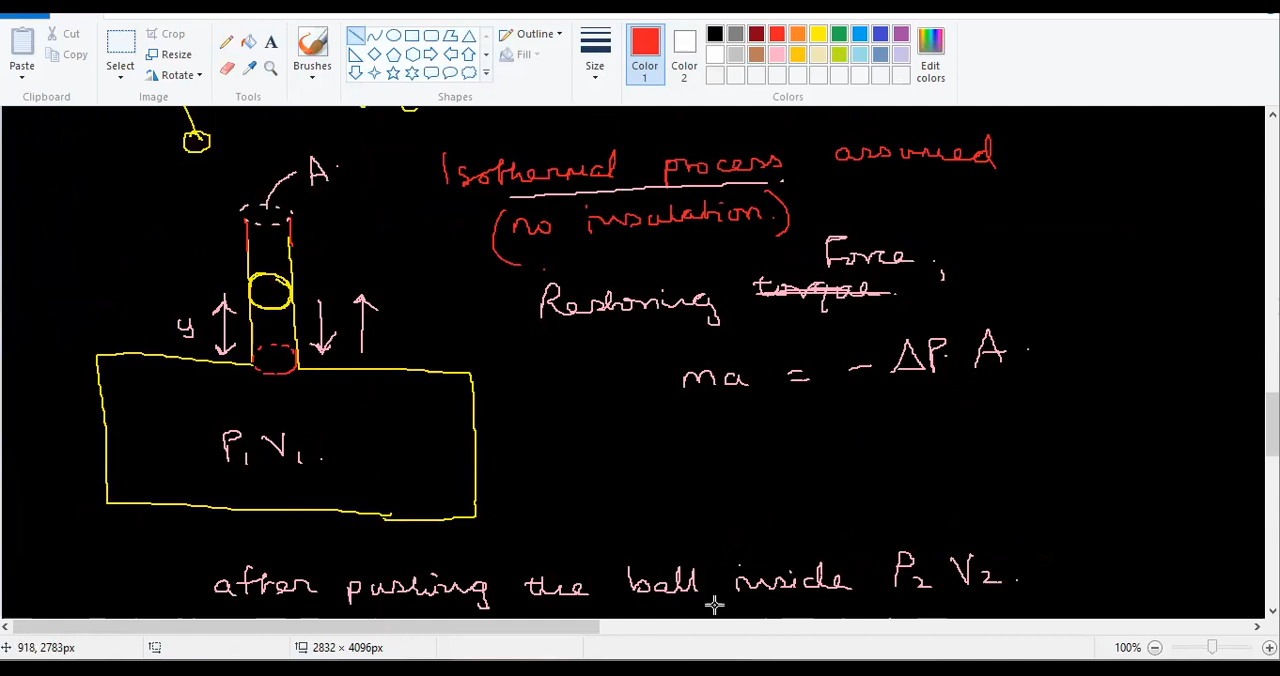 Cut
Copy
Paste
Clipboard
Select
Crop
Resize
Rotate
Image
A
Tools
Brushes
Outline
Fill
Shapes
Size
Color 1
Color 2
Edit colors
Colors
A.
Isothermal process assumed
(no insulation.)
Force,
Restoring torque.
y
ma = - ΔP. A.
P₁ V₁.
after pushing the ball inside P₂ V₂.
918, 2783px
2832 × 4096px
100%